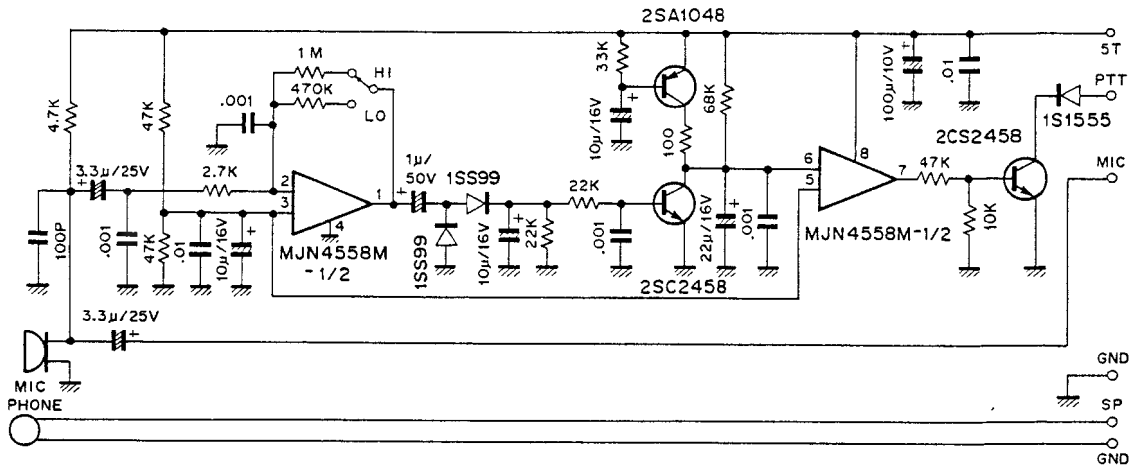 2SA1048
5T
1 M
HI
470K
LO
.001
4.7K
47K
33K
10μ/16V
68K
100
100μ/10V
.01
PTT
1S1555
2CS2458
MIC
3.3μ/25V
2.7K
2
3
1
4
1μ/
50V
1SS99
22K
6
5
8
7
47K
10K
100P
.001
47K
.01
10μ/16V
MJN4558M
-1/2
1SS99
10μ/16V
22K
.001
2SC2458
22μ/16V
.001
MJN4558M-1/2
3.3μ/25V
MIC
PHONE
GND
SP
GND